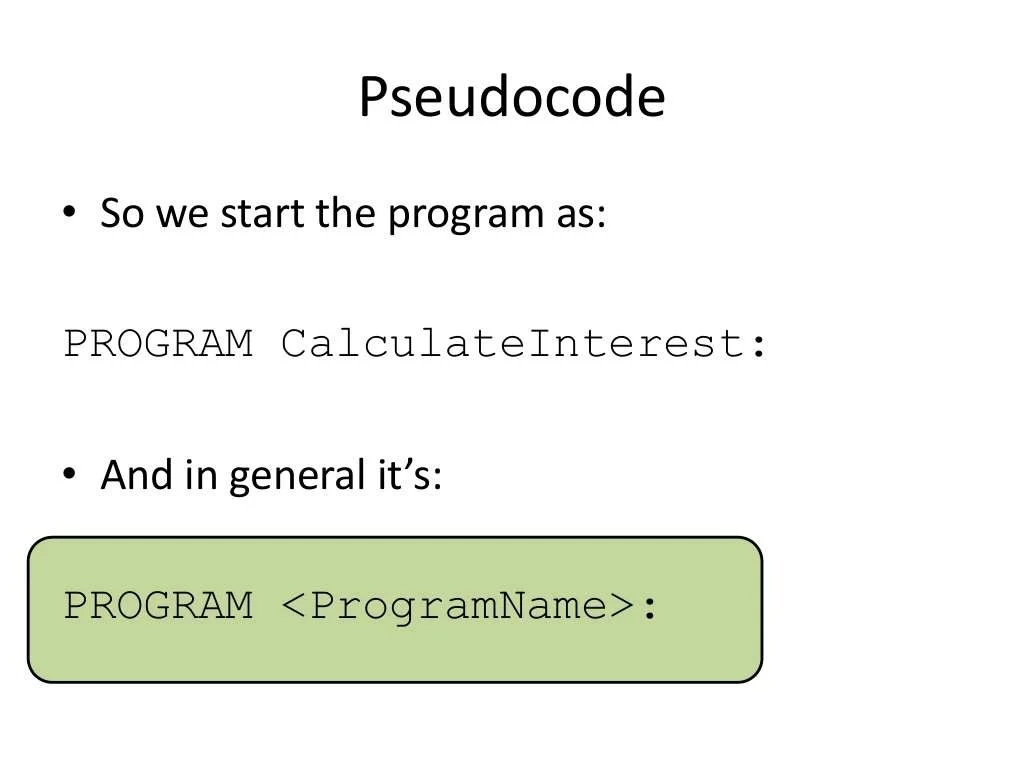 Pseudocode
• So we start the program as:
PROGRAM CalculateInterest:
• And in general it’s:
PROGRAM <ProgramName>: